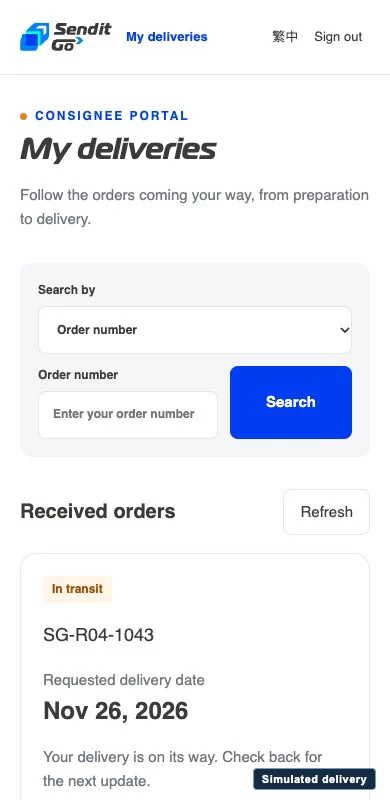 Sendit
Go
My deliveries
繁中
Sign out
CONSIGNEE PORTAL
My deliveries
Follow the orders coming your way, from preparation
to delivery.
Search by
Order number
Order number
Enter your order number
Search
Received orders
Refresh
In transit
SG-R04-1043
Requested delivery date
Nov 26, 2026
Your delivery is on its way. Check back for
the next update.
Simulated delivery